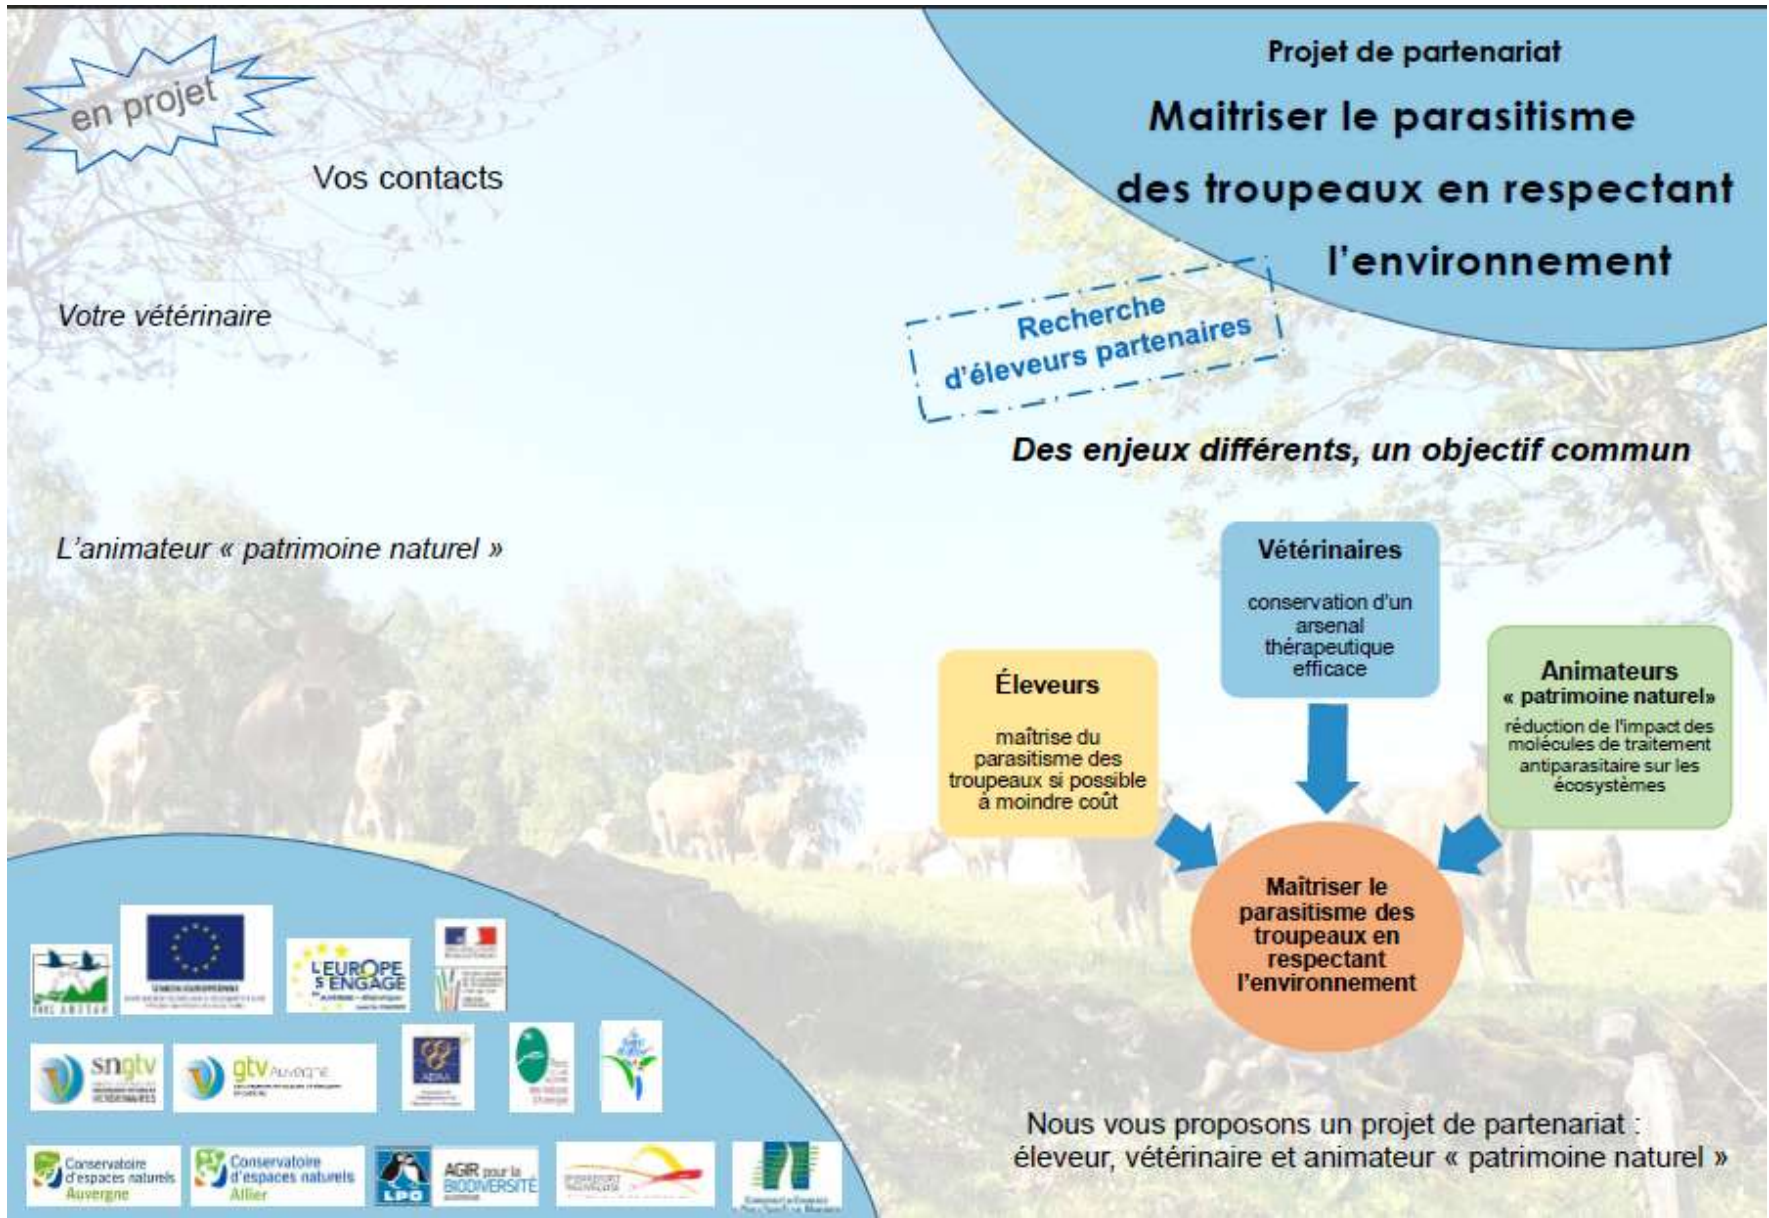 en projet
Vos contacts
Votre vétérinaire
L'animateur « patrimoine naturel »
UNION EUROPÉENNE
L'EUROPE
S'ENGAGE
sngtv
VÉTÉRINAIRES
gtv Auvergne
Conservatoire
d'espaces naturels
Auvergne
Conservatoire
d'espaces naturels
Allier
LPO
AGIR pour la
BIODIVERSITÉ
Projet de partenariat
Maitriser le parasitisme
des troupeaux en respectant
l'environnement
Recherche
d'éleveurs partenaires
Des enjeux différents, un objectif commun
Éleveurs
maîtrise du
parasitisme des
troupeaux si possible
à moindre coût
Vétérinaires
conservation d'un
arsenal
thérapeutique
efficace
Animateurs
« patrimoine naturel»
réduction de l'impact des
molécules de traitement
antiparasitaire sur les
écosystèmes
Maîtriser le
parasitisme des
troupeaux en
respectant
l'environnement
Nous vous proposons un projet de partenariat :
éleveur, vétérinaire et animateur « patrimoine naturel »